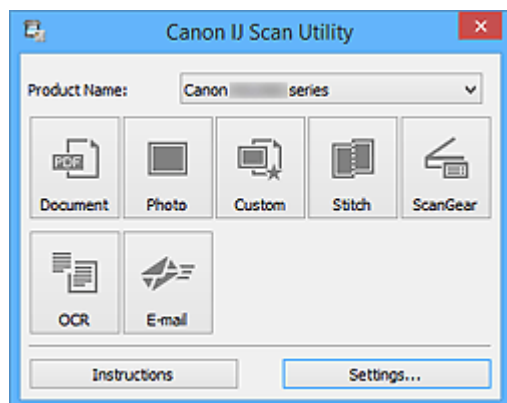 Canon IJ Scan Utility
Product Name: Canon series
PDF
Document Photo Custom Stitch ScanGear
OCR E-mail
Instructions Settings...